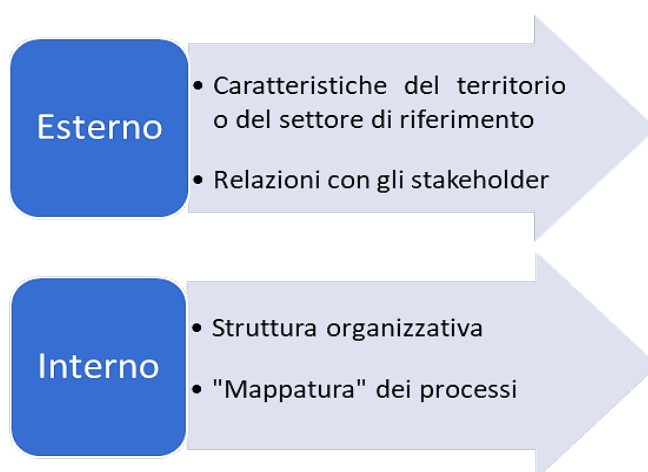 Esterno
• Caratteristiche del territorio
o del settore di riferimento
• Relazioni con gli stakeholder
Interno
• Struttura organizzativa
• "Mappatura" dei processi